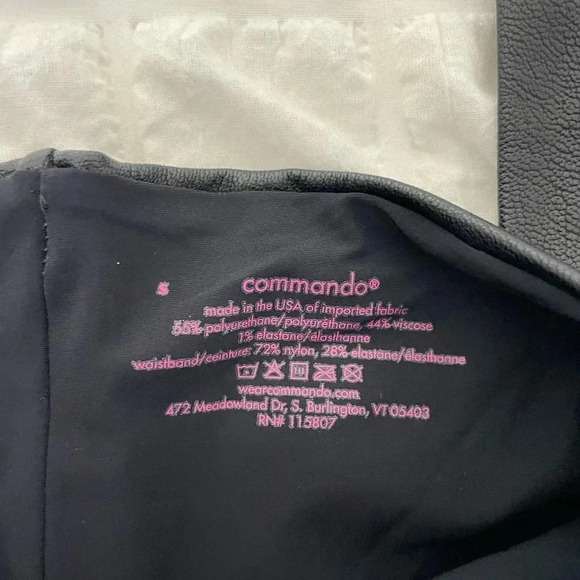 S
commando®
made in the USA of imported fabric
55% polyurethane/polyuréthane, 44% viscose
1% elastane/élasthanne
waistband/ceinture: 72% nylon, 28% elastane/élasthanne
wearcommando.com
472 Meadowland Dr, S. Burlington, VT 05403
RN# 115807